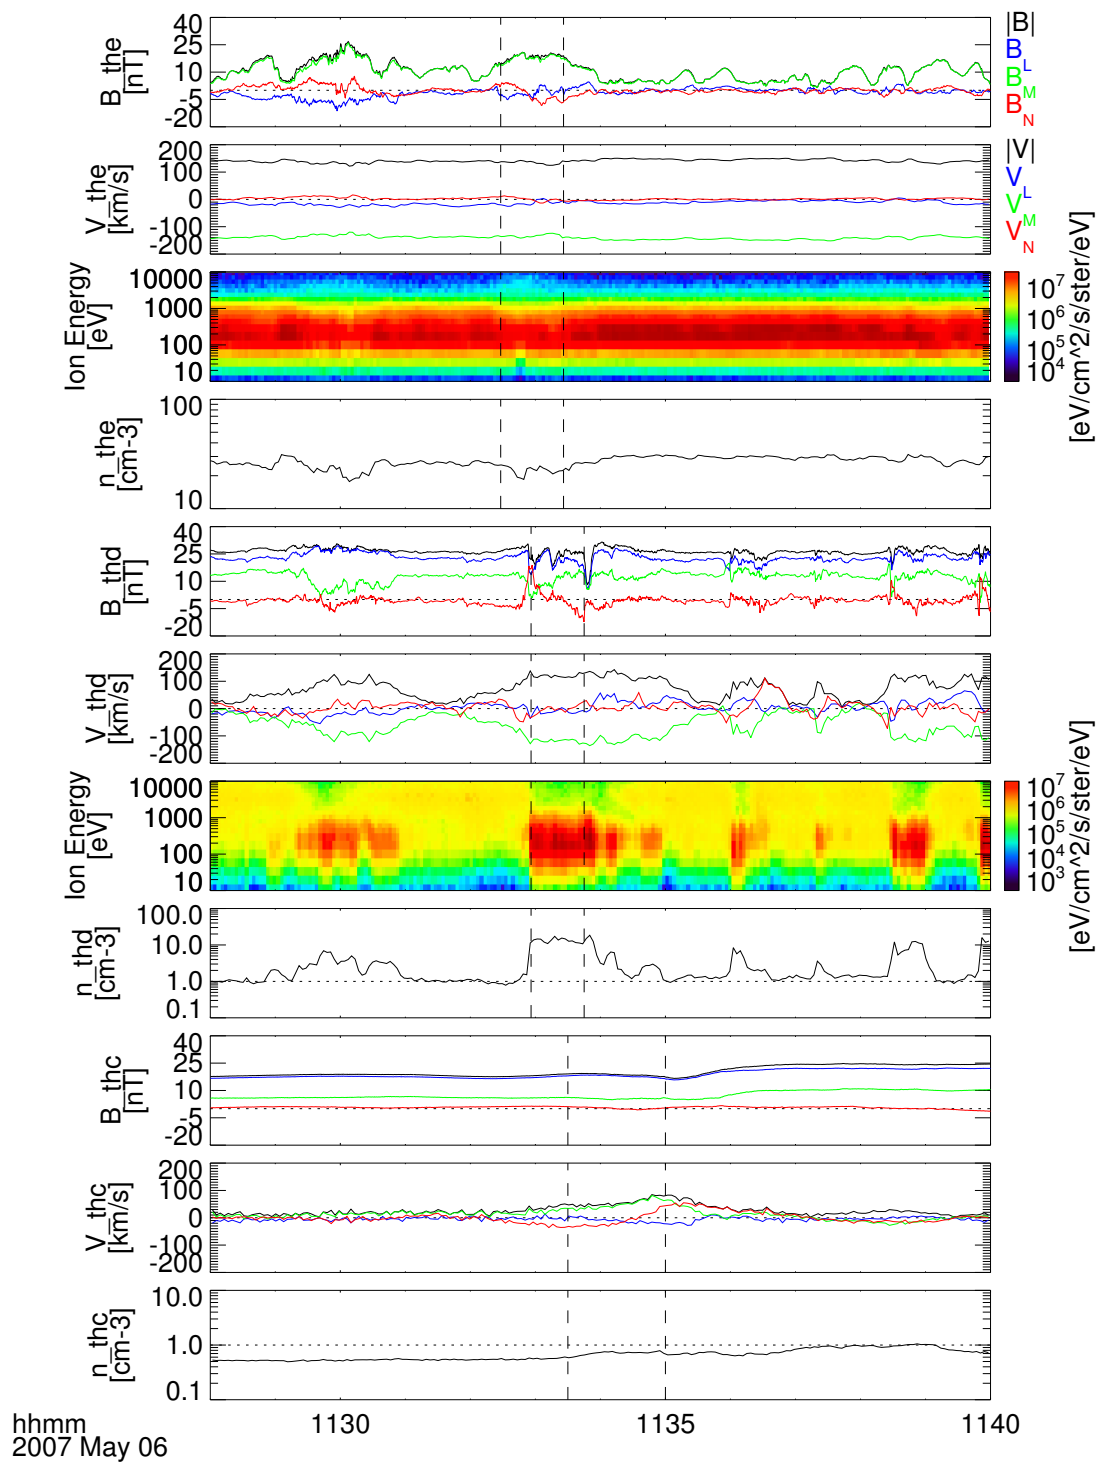 40
25
10
-5
-20
B_the
[nT]
|B|
B_L
B_M
B_N
200
100
0
-100
-200
V_the
[km/s]
|V|
V_L
V_M
V_N
10000
1000
100
10
Ion Energy
[eV]
10^7
10^6
10^5
10^4
[eV/cm^2/s/ster/eV]
100
10
n_the
[cm-3]
40
25
10
-5
-20
B_thd
[nT]
200
100
0
-100
-200
V_thd
[km/s]
10000
1000
100
10
Ion Energy
[eV]
10^7
10^6
10^5
10^4
10^3
[eV/cm^2/s/ster/eV]
100.0
10.0
1.0
0.1
n_thd
[cm-3]
40
25
10
-5
-20
B_thc
[nT]
200
100
0
-100
-200
V_thc
[km/s]
10.0
1.0
0.1
n_thc
[cm-3]
1130
1135
1140
hhmm
2007 May 06